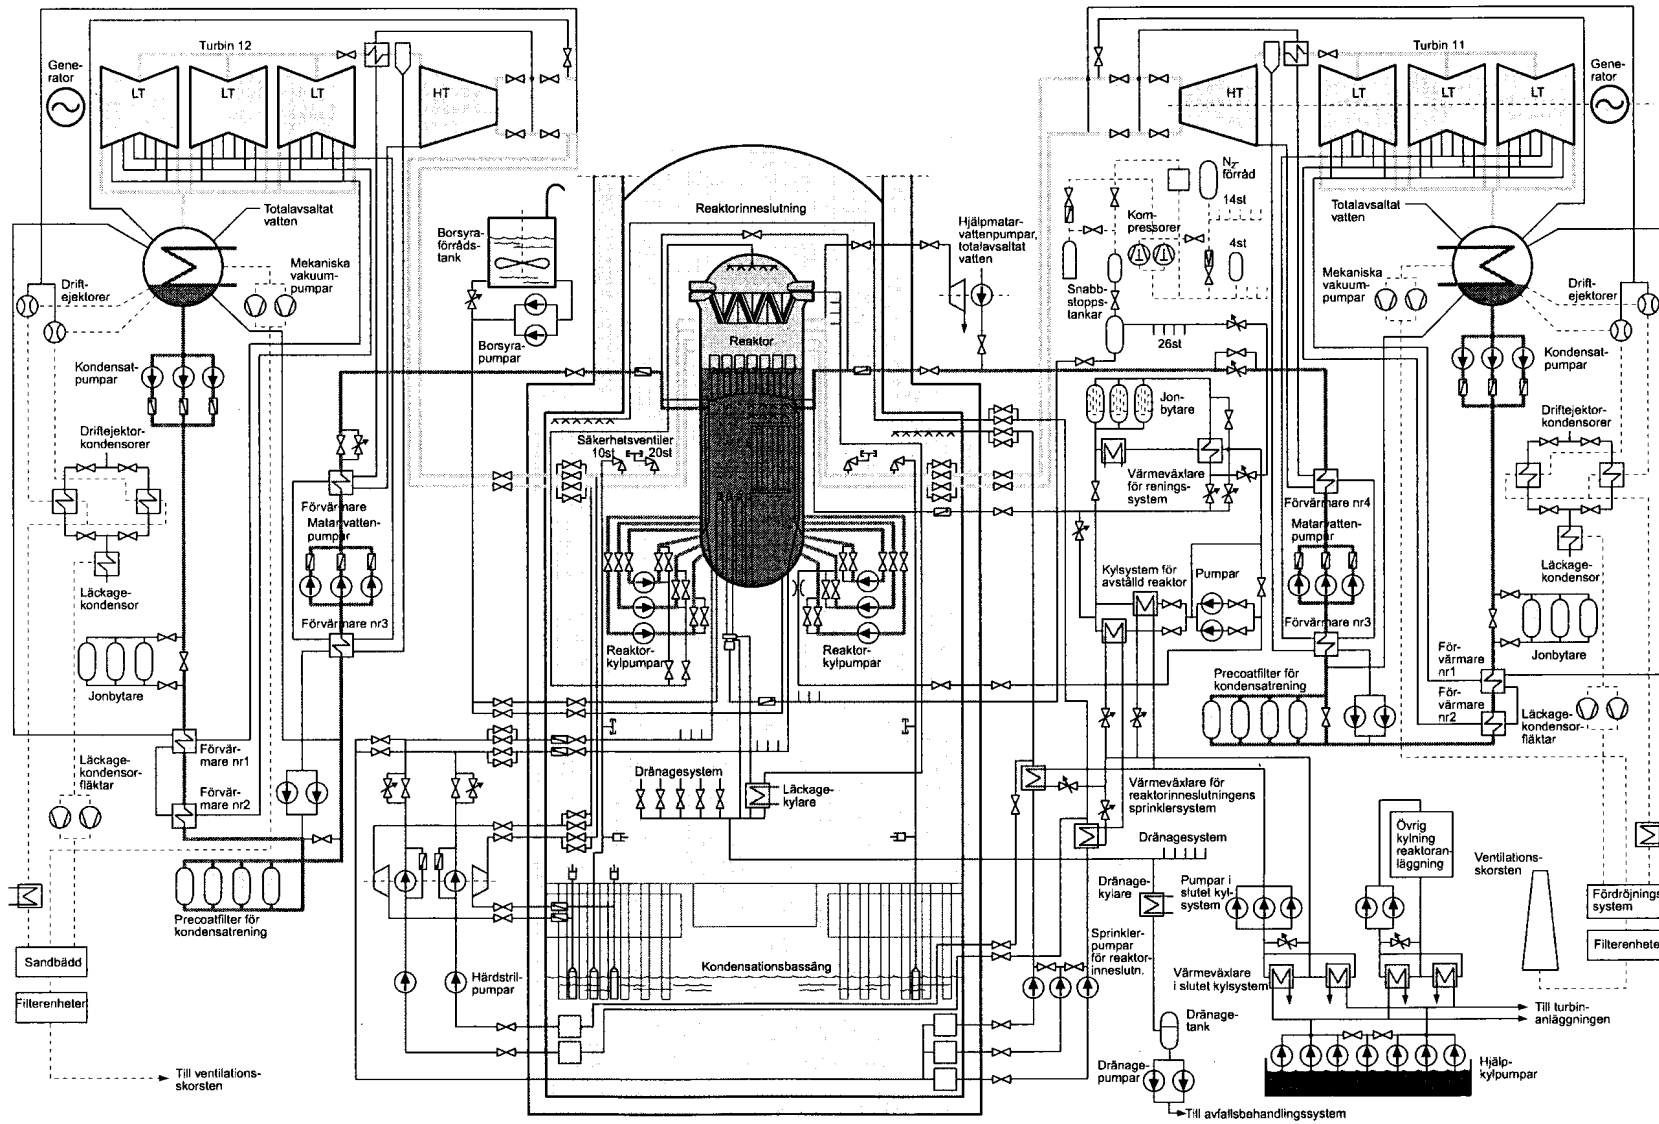 Turbin 12
Gene-
rator
LT
LT
LT
HT
Totalavsaltat
vatten
Mekaniska
vakuum-
pumpar
Drift-
ejektorer
Kondensat-
pumpar
Driftejektor-
kondensorer
Läckage-
kondensor
Jonbytare
Förvärmare
Matarvatten-
pumpar
Förvärmare nr3
Förvär-
mare nr1
Förvär-
mare nr2
Läckage-
kondensor-
fläktar
Precoatfilter för
kondensatrening
Sandbädd
Filterenheter
Till ventilations-
skorsten
Borsyra-
förråds-
tank
Borsyra-
pumpar
Reaktorinneslutning
Reaktor
Säkerhetsventiler
10st
20st
Reaktor-
kylpumpar
Reaktor-
kylpumpar
Dränagesystem
Läckage-
kylare
Kondensationsbassäng
Härdstril-
pumpar
Hjälpmatar-
vattenpumpar,
totalavsaltat
vatten
Kom-
pressorer
N2-
förråd
14st
4st
Snabb-
stopps-
tankar
26st
Jon-
bytare
Värmeväxlare
för renings-
system
Kylsystem för
avställd reaktor
Pumpar
Värmeväxlare för
reaktorinneslutningens
sprinklersystem
Dränagesystem
Dränage-
kylare
Pumpar i
slutet kyl-
system
Sprinkler-
pumpar
för reaktor-
inneslutn.
Värmeväxlare
i slutet kylsystem
Dränage-
tank
Dränage-
pumpar
Till avfallsbehandlingssystem
Turbin 11
HT
LT
LT
LT
Gene-
rator
Totalavsaltat
vatten
Mekaniska
vakuum-
pumpar
Drift-
ejektorer
Kondensat-
pumpar
Driftejektor-
kondensorer
Läckage-
kondensor
Förvärmare nr4
Matarvatten-
pumpar
Förvärmare nr3
Jonbytare
Precoatfilter för
kondensatrening
För-
värmare
nr1
För-
värmare
nr2
Läckage-
kondensor-
fläktar
Övrig
kylning
reaktoran-
läggning
Ventilations-
skorsten
Fördröjnings
system
Filterenheter
Till turbin-
anläggningen
Hjälp-
kylpumpar